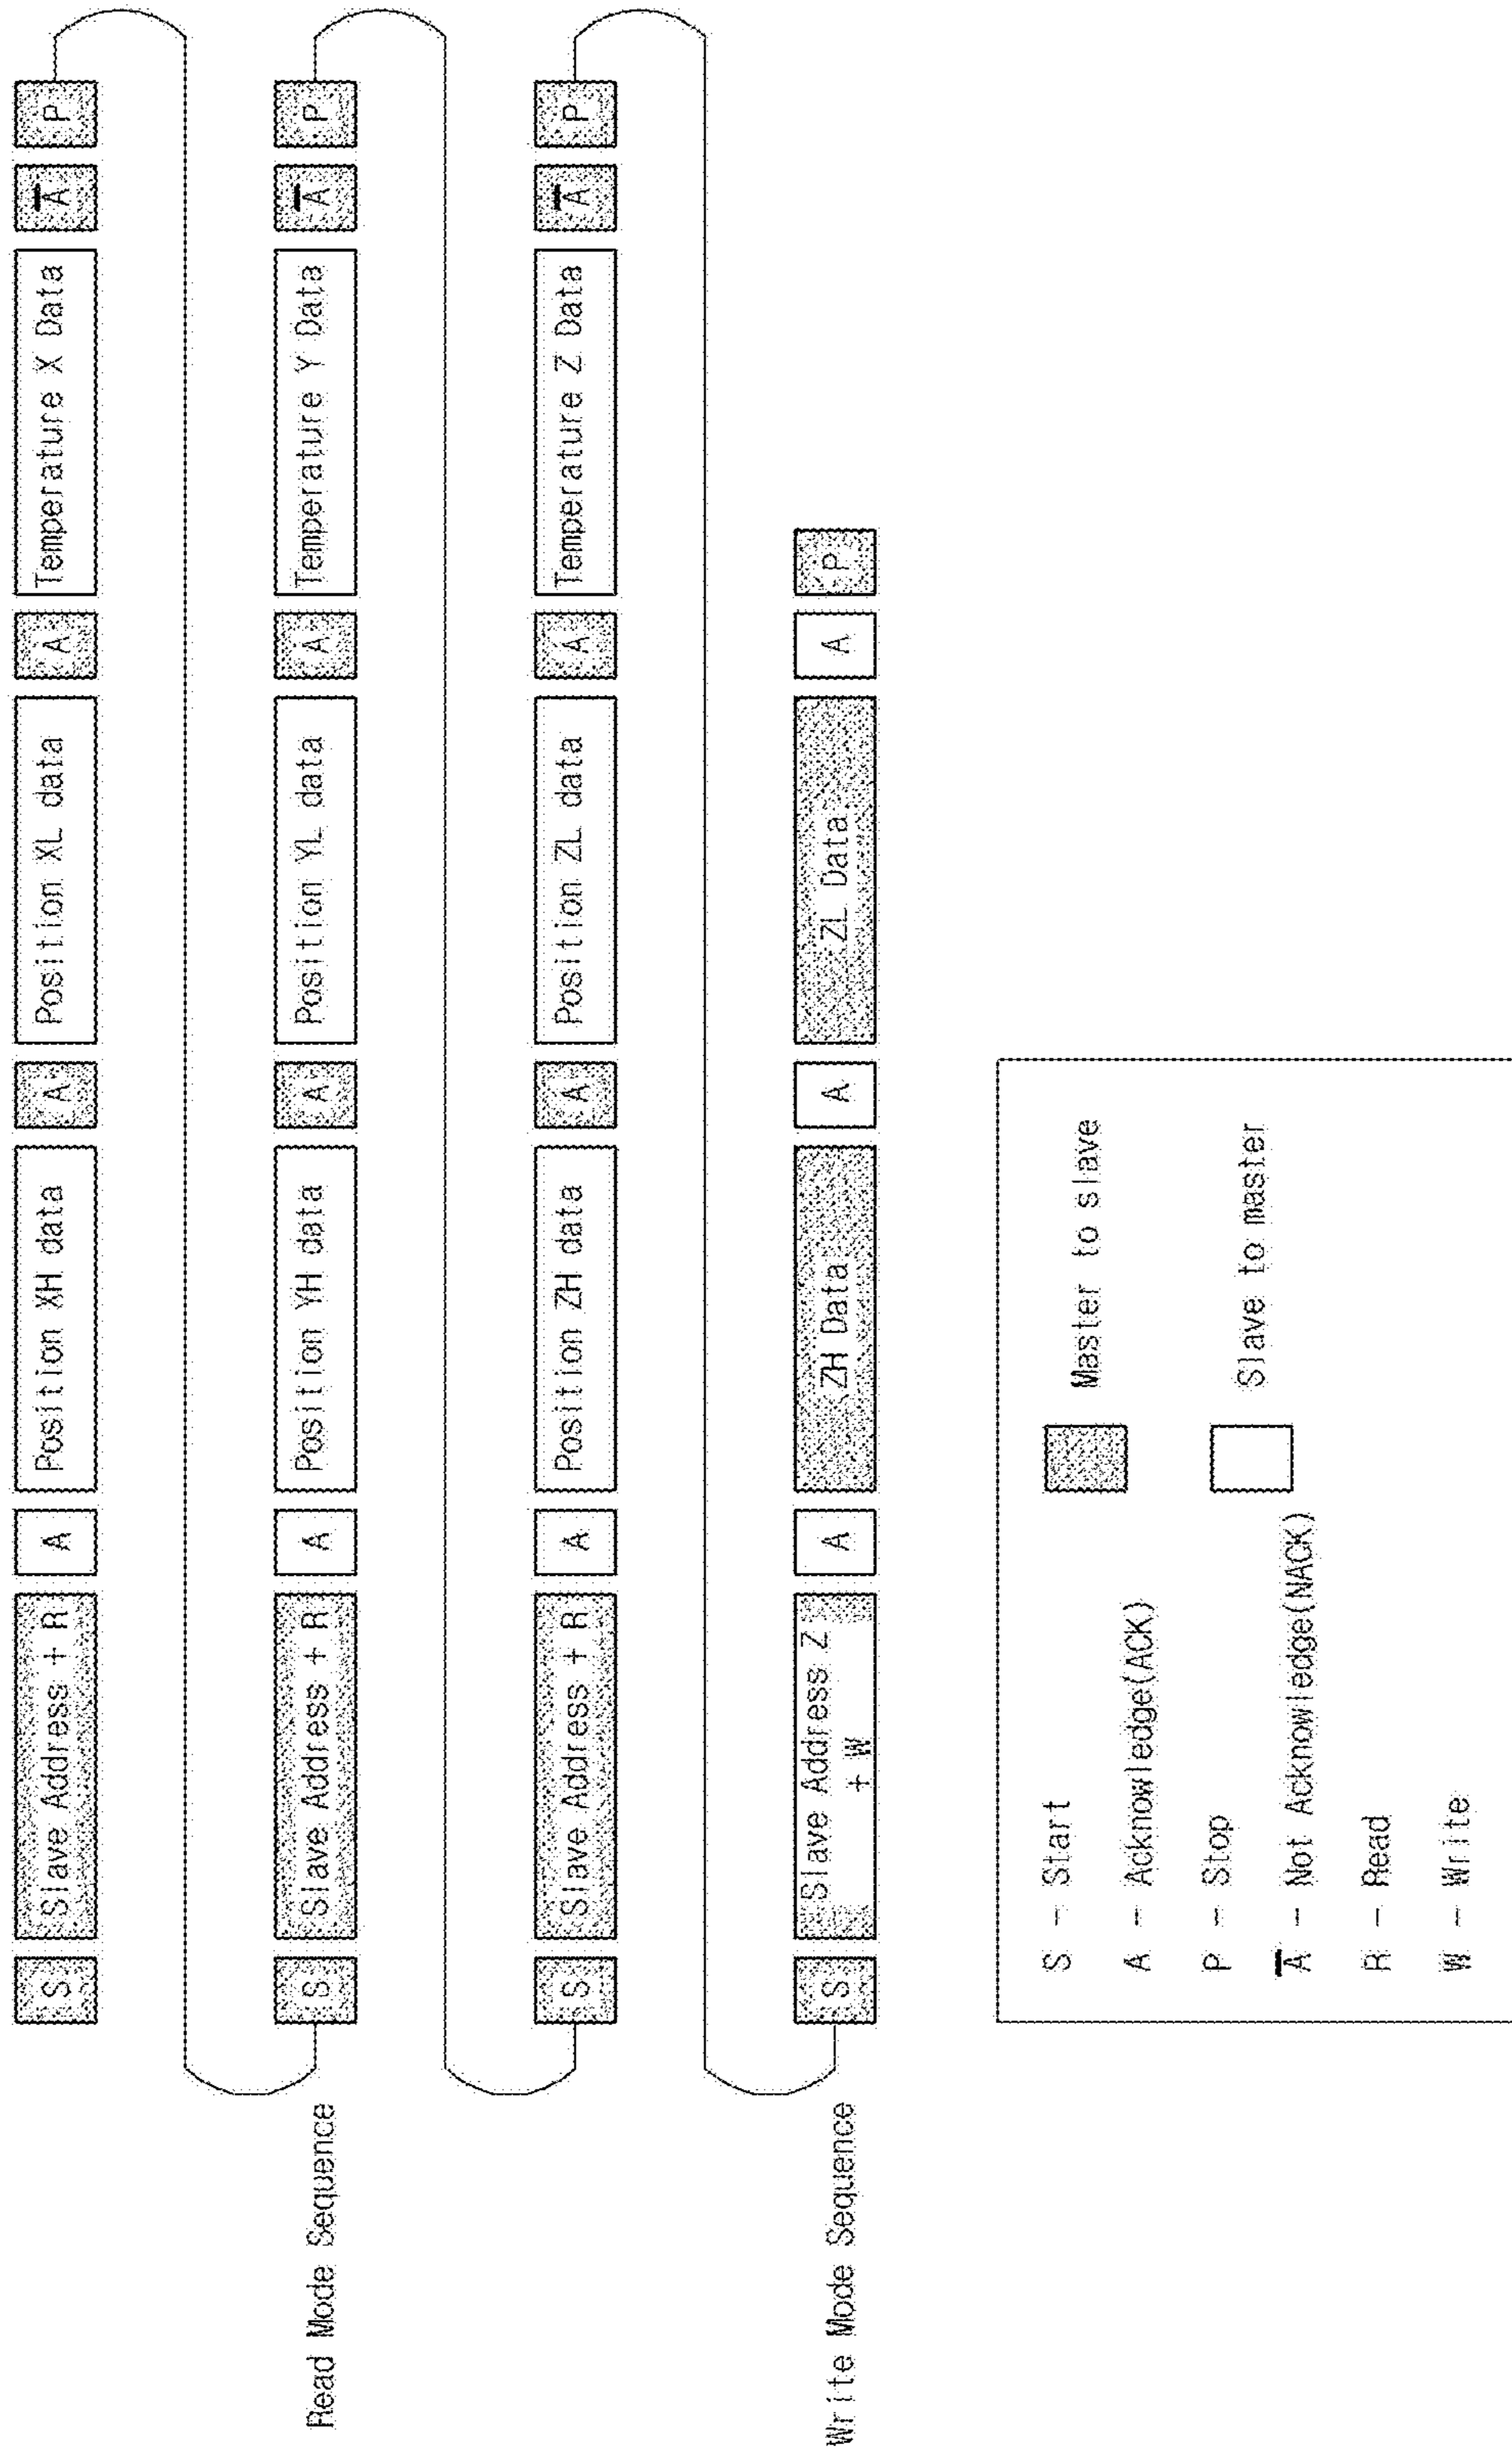 S Slave Address + R A Position XH data A Position XL data A Temperature X Data A̅ P
Read Mode Sequence S Slave Address + R A Position YH data A Position YL data A Temperature Y Data A̅ P
S Slave Address + R A Position ZH data A Position ZL data A Temperature Z Data A̅ P
Write Mode Sequence S Slave Address Z A ZH Data A ZL Data A P
+ W
S - Start Master to slave
A - Acknowledge(ACK)
P - Stop Slave to master
A̅ - Not Acknowledge(NACK)
R - Read
W - Write